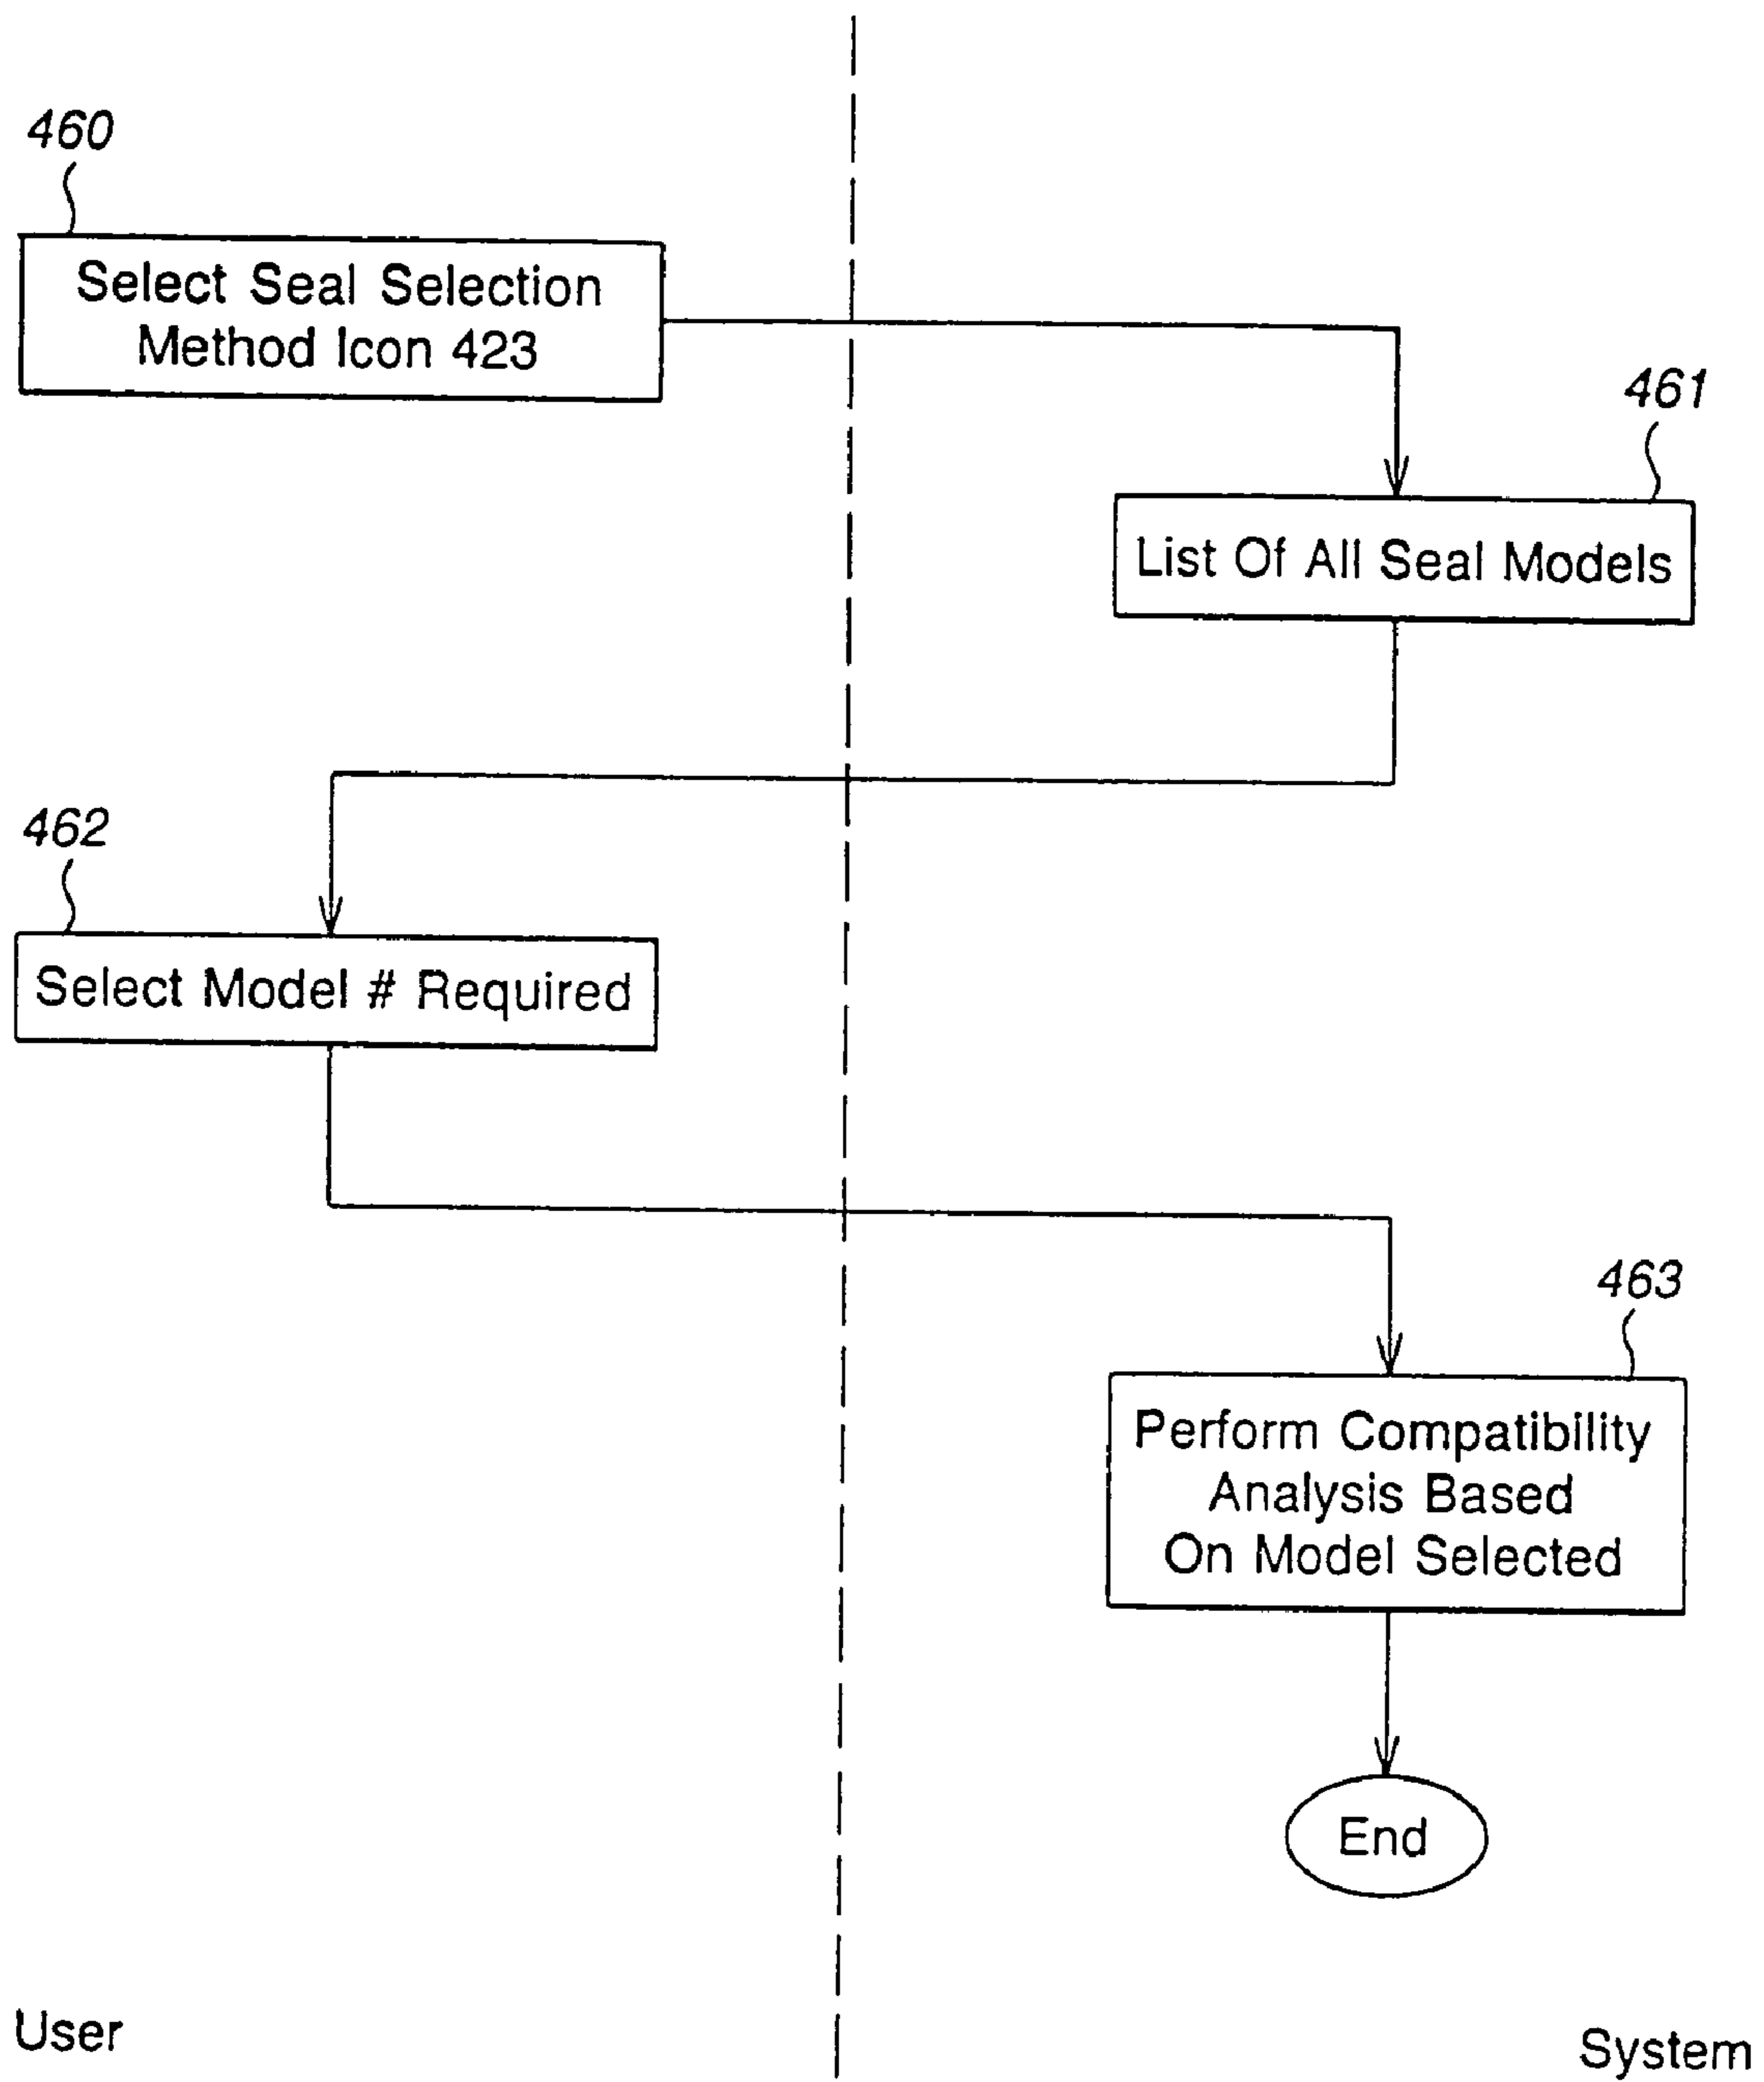 460
Select Seal Selection
Method Icon 423
461
List Of All Seal Models
462
Select Model # Required
463
Perform Compatibility
Analysis Based
On Model Selected
End
User
System